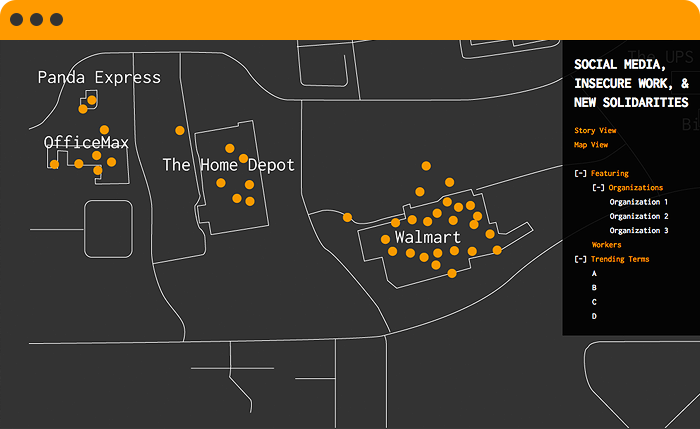 Panda Express
OfficeMax
The Home Depot
Walmart
The UPS
Bi
SOCIAL MEDIA,
INSECURE WORK, &
NEW SOLIDARITIES
Story View
Map View
[-] Featuring
[-] Organizations
Organization 1
Organization 2
Organization 3
Workers
[-] Trending Terms
A
B
C
D